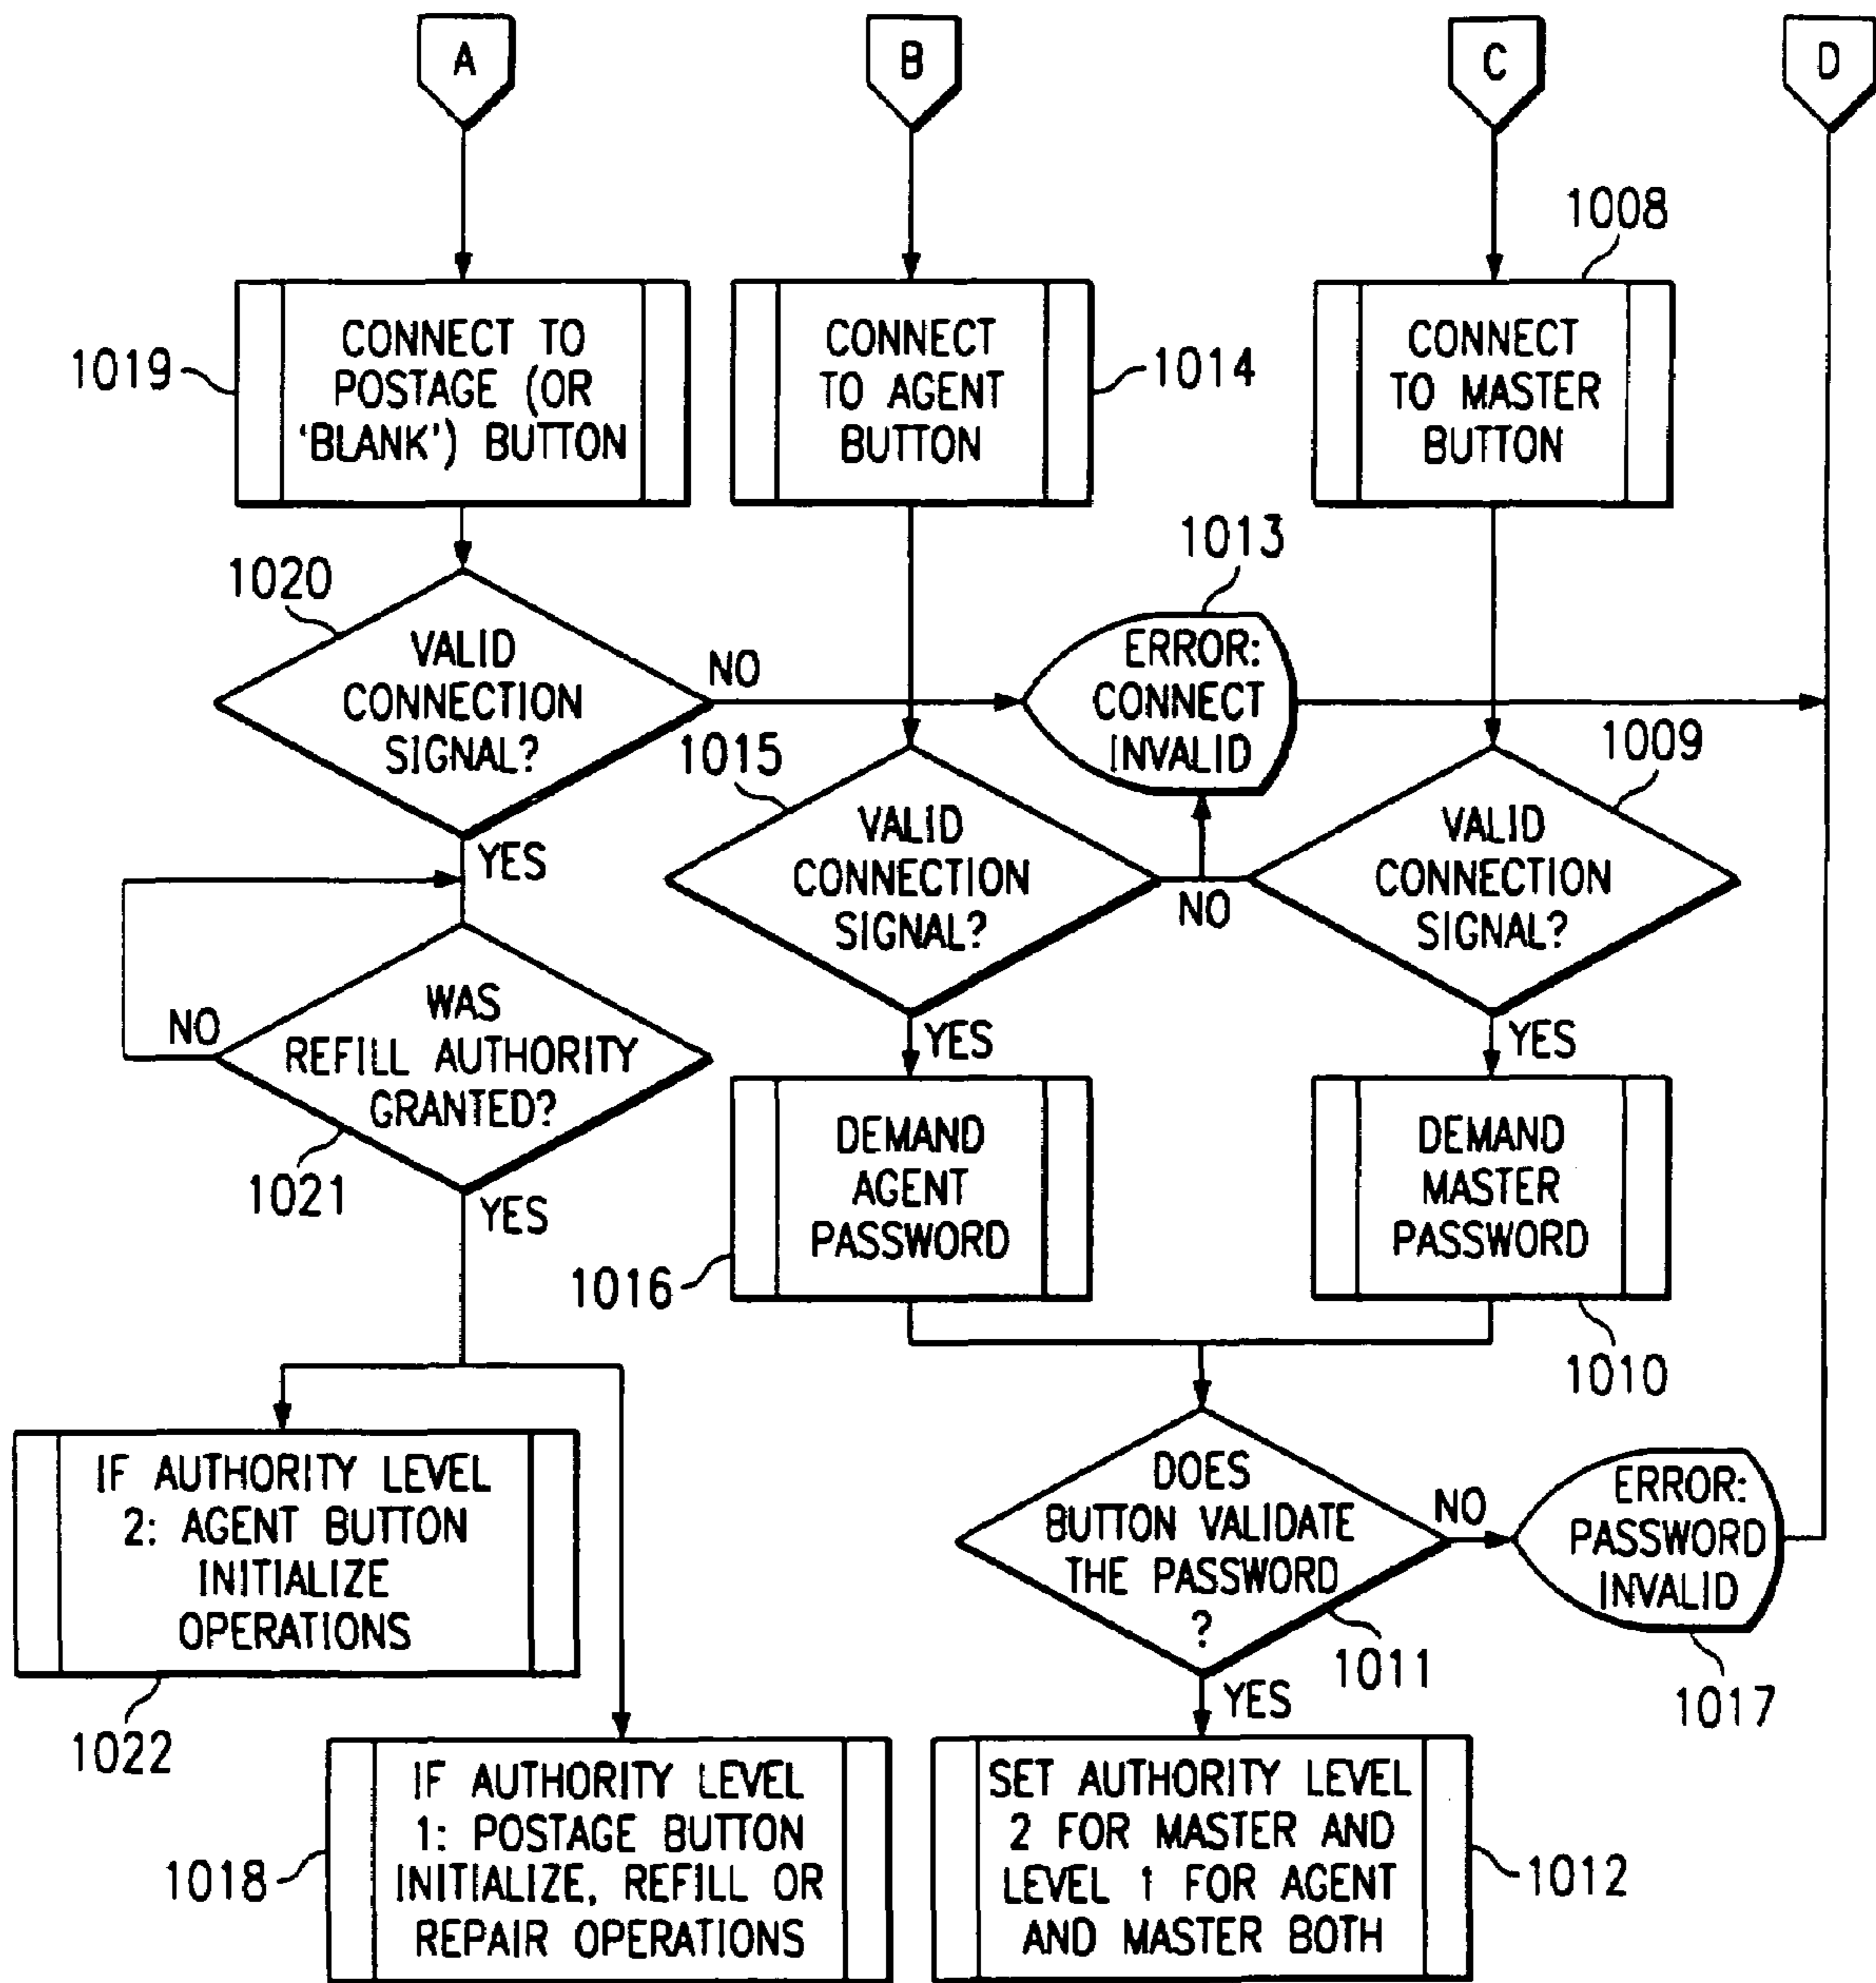 A
B
C
D
1008
CONNECT TO
POSTAGE (OR
'BLANK') BUTTON
1019
CONNECT
TO AGENT
BUTTON
1014
CONNECT
TO MASTER
BUTTON
1013
ERROR:
CONNECT
INVALID
1020
VALID
CONNECTION
SIGNAL?
NO
YES
1015
VALID
CONNECTION
SIGNAL?
NO
YES
1009
VALID
CONNECTION
SIGNAL?
YES
WAS
REFILL AUTHORITY
GRANTED?
NO
1021
YES
DEMAND
AGENT
PASSWORD
1016
DEMAND
MASTER
PASSWORD
1010
IF AUTHORITY LEVEL
2: AGENT BUTTON
INITIALIZE
OPERATIONS
1022
DOES
BUTTON VALIDATE
THE PASSWORD
?
1011
NO
YES
ERROR:
PASSWORD
INVALID
1017
IF AUTHORITY LEVEL
1: POSTAGE BUTTON
INITIALIZE, REFILL OR
REPAIR OPERATIONS
1018
SET AUTHORITY LEVEL
2 FOR MASTER AND
LEVEL 1 FOR AGENT
AND MASTER BOTH
1012